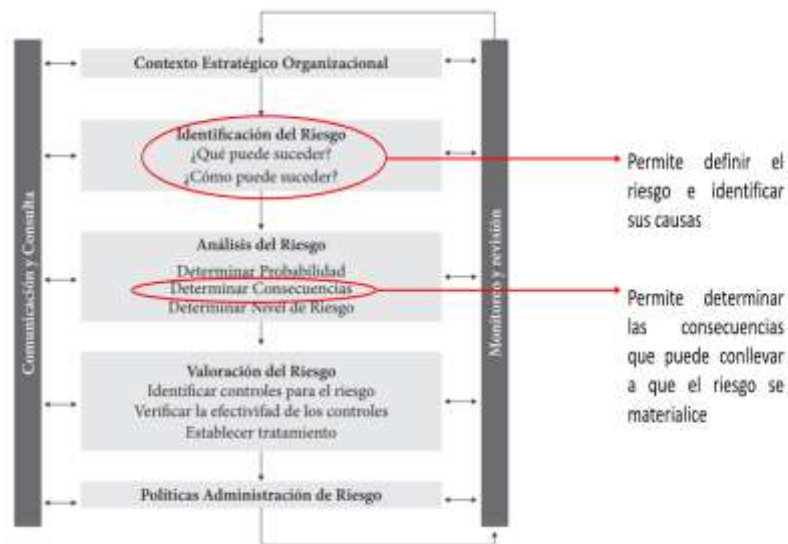 Contexto Estratégico Organizacional
Identificación del Riesgo
¿Qué puede suceder?
¿Cómo puede suceder?
Análisis del Riesgo
Determinar Probabilidad
Determinar Consecuencias
Determinar Nivel de Riesgo
Valoración del Riesgo
Identificar controles para el riesgo
Verificar la efectivifad de los controles
Establecer tratamiento
Políticas Administración de Riesgo
Comunicación y Consulta
Monitoreo y revisión
Permite definir el
riesgo e identificar
sus causas
Permite determinar
las consecuencias
que puede conllevar
a que el riesgo se
materialice